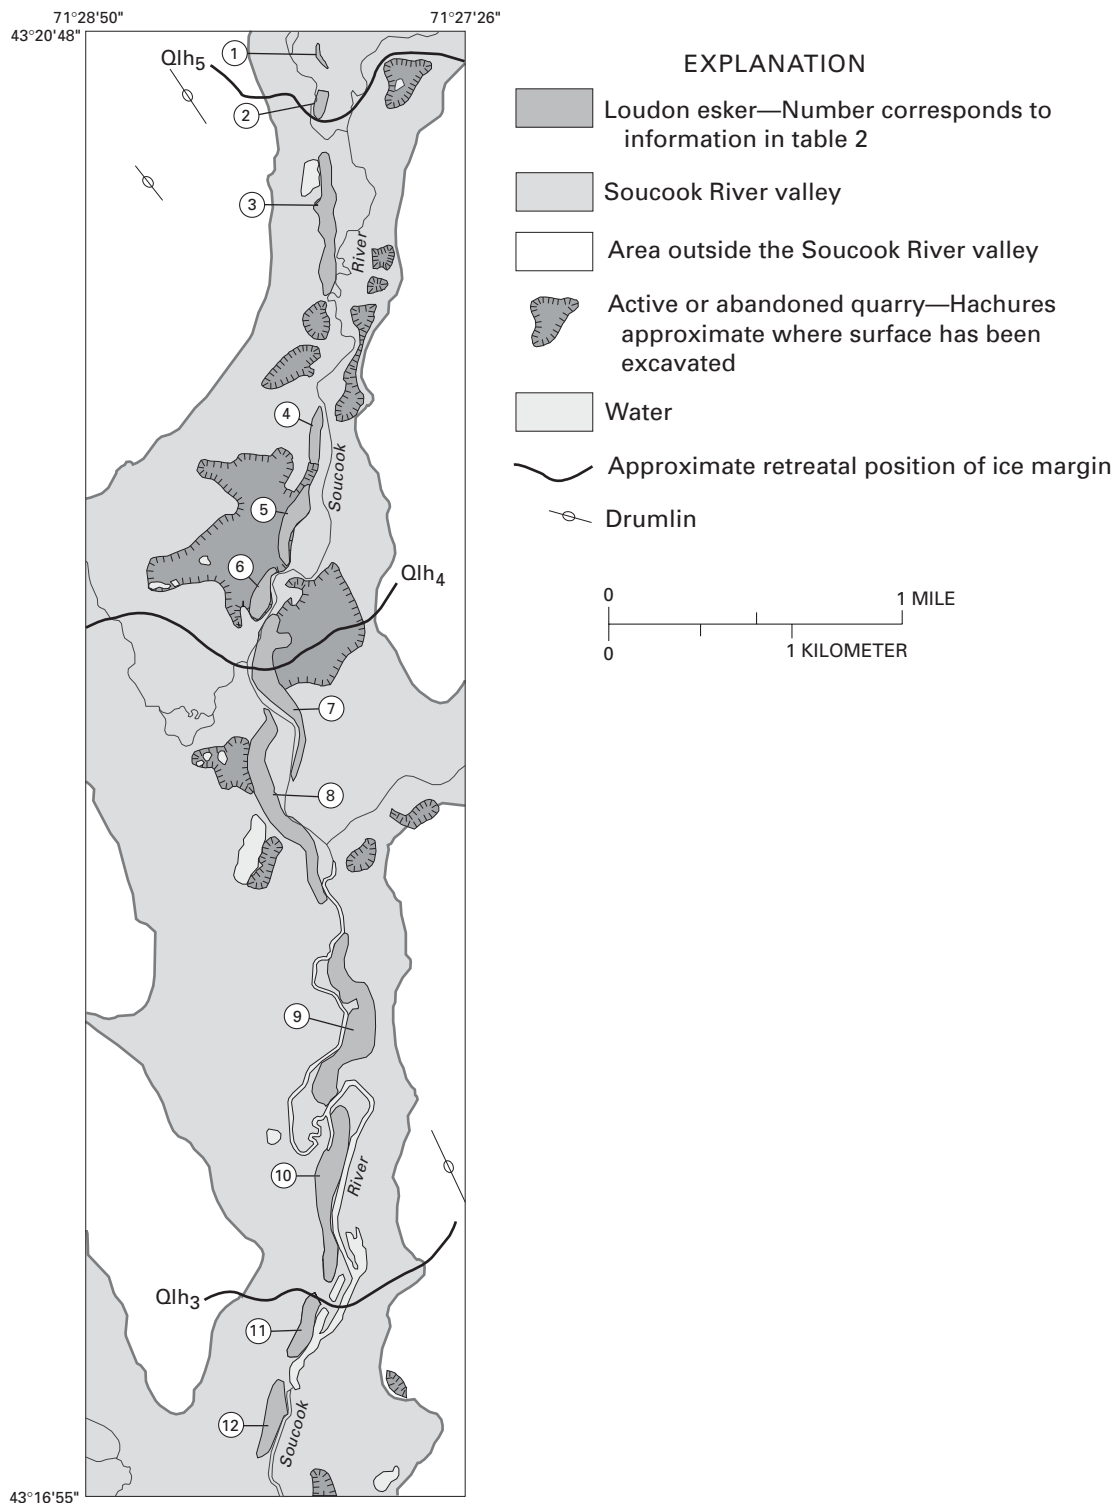 71°28'50"
71°27'26"
43°20'48"
Qlh5
1
2
3
River
4
Soucook
5
6
Qlh4
7
8
9
10
River
Qlh3
11
12
Soucook
43°16'55"
EXPLANATION
Loudon esker—Number corresponds to
information in table 2
Soucook River valley
Area outside the Soucook River valley
Active or abandoned quarry—Hachures
approximate where surface has been
excavated
Water
Approximate retreatal position of ice margin
Drumlin
0
1 MILE
0
1 KILOMETER